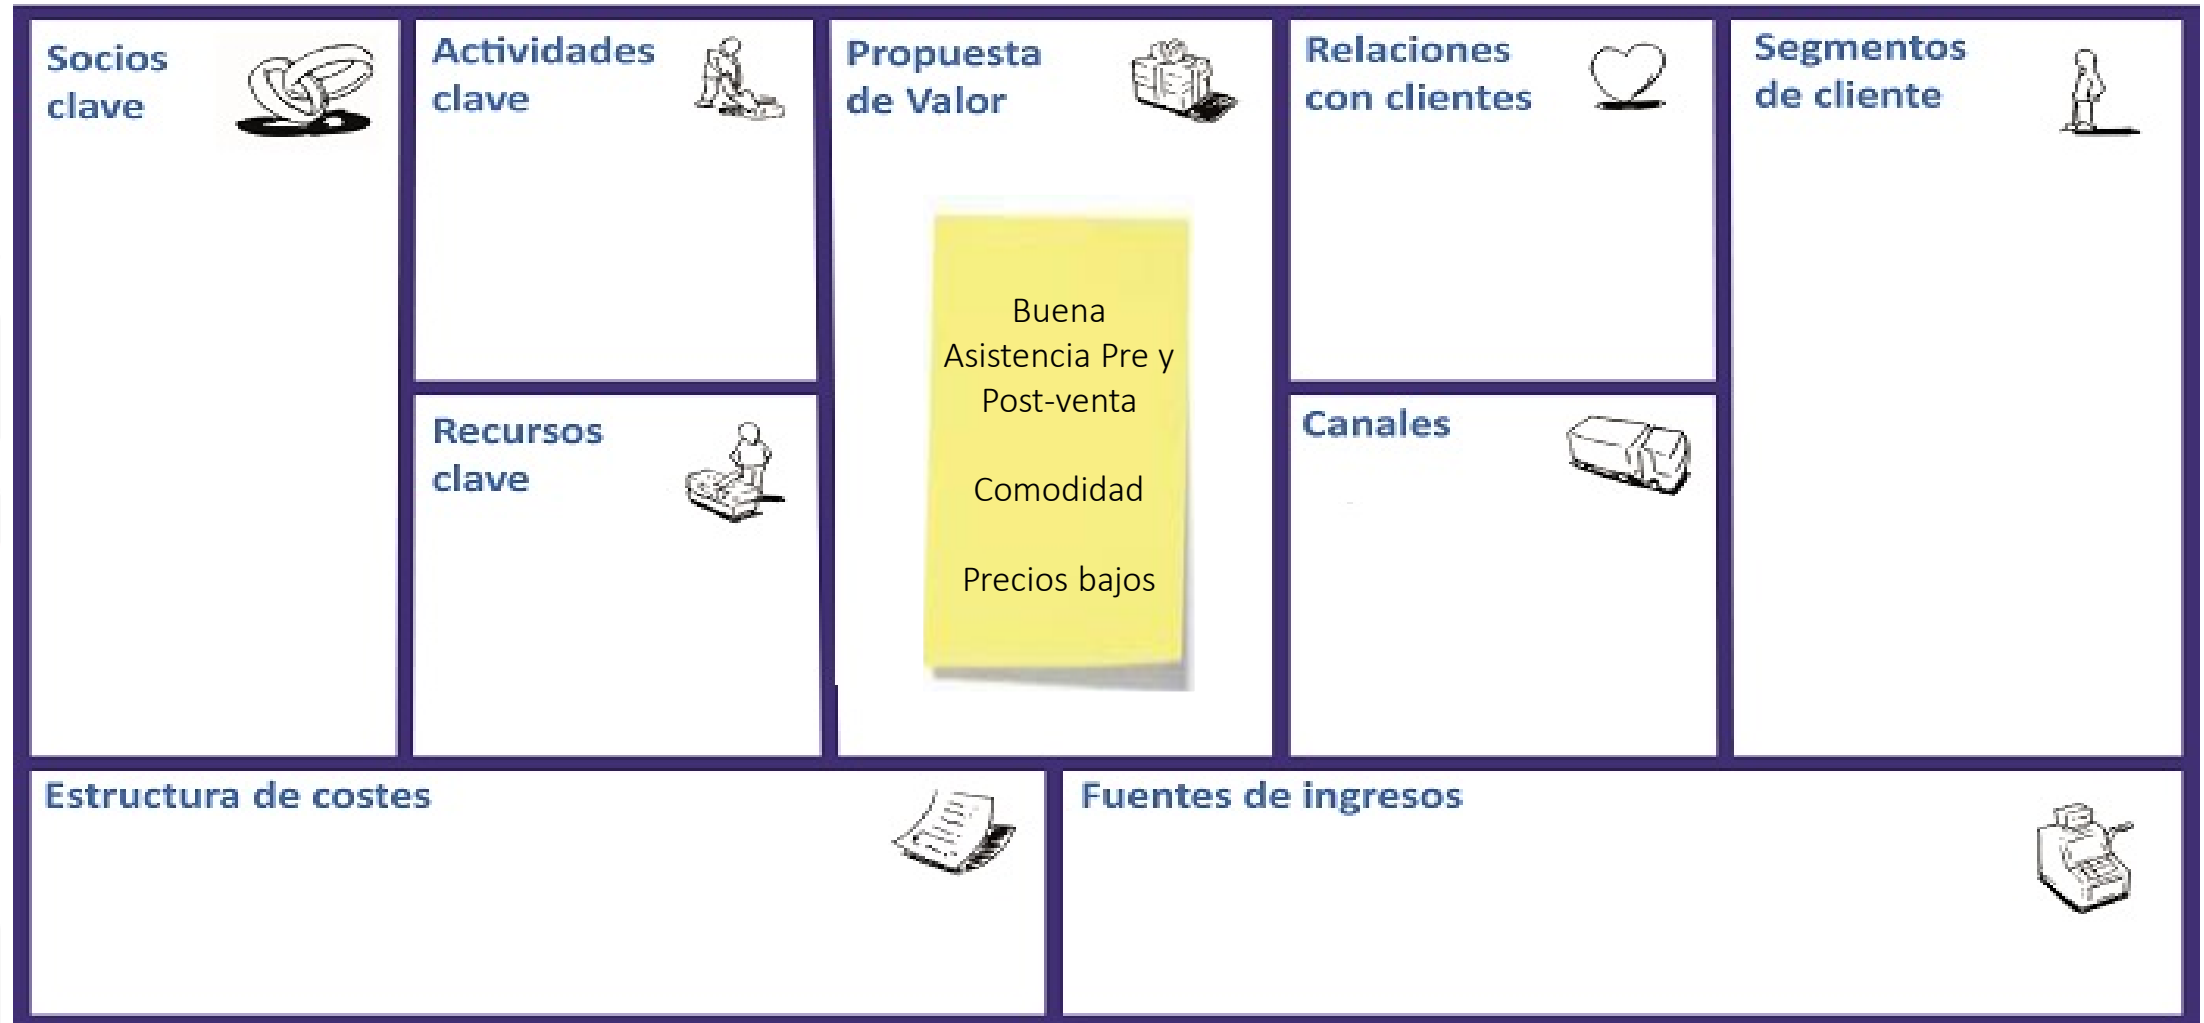 Socios
clave
Actividades
clave
Recursos
clave
Propuesta
de Valor
Buena
Asistencia Pre y
Post-venta
Comodidad
Precios bajos
Relaciones
con clientes
Canales
Segmentos
de cliente
Estructura de costes
Fuentes de ingresos